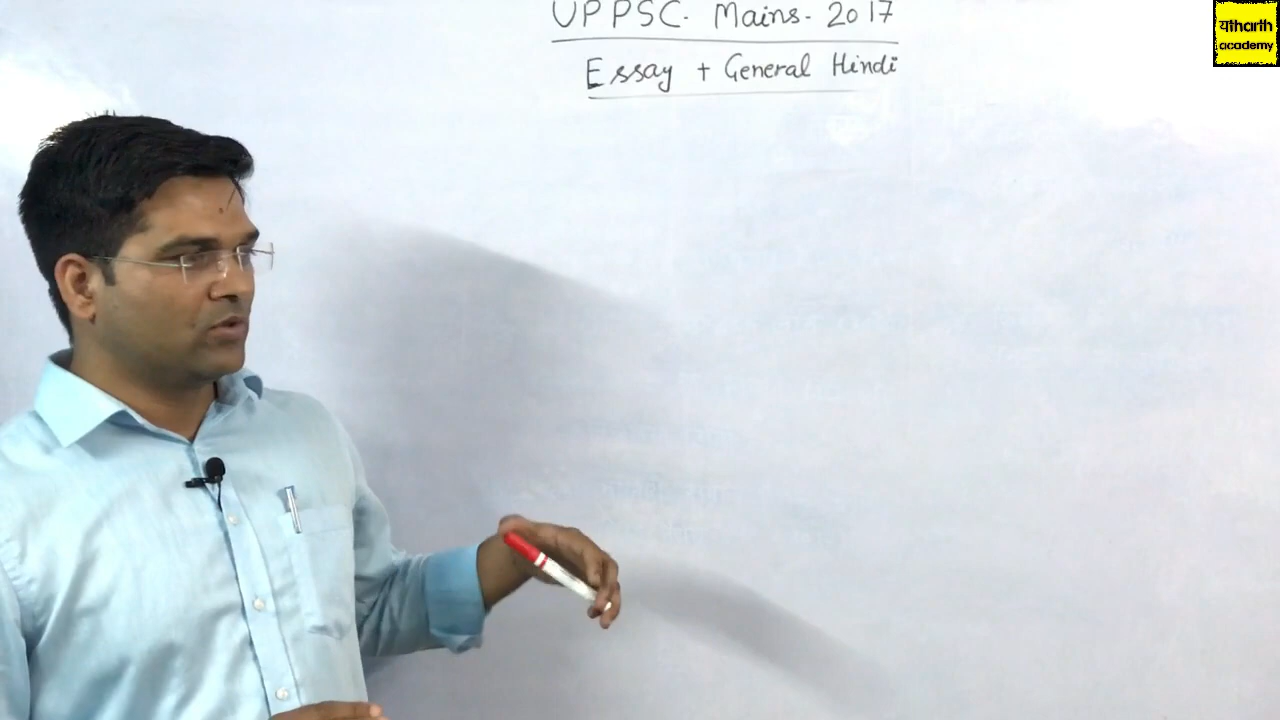 UPPSC. Mains. 2017
Essay + General Hindi
यथार्थ
academy